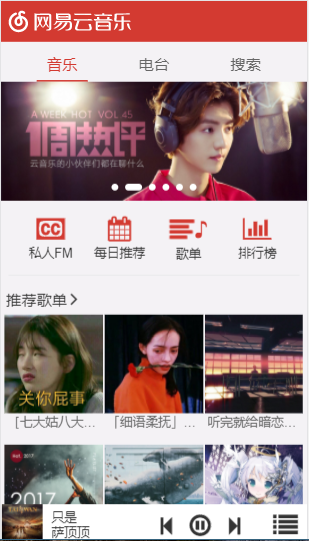 网易云音乐
音乐 电台 搜索
A WEEK HOT VOL.45
1周热评
云音乐的小伙伴们都在聊什么
CC
私人FM 每日推荐 歌单 排行榜
推荐歌单
关你屁事
[七大姑八大... 「细语柔抚」... 听完就给暗恋...
2017
2017
只是
萨顶顶